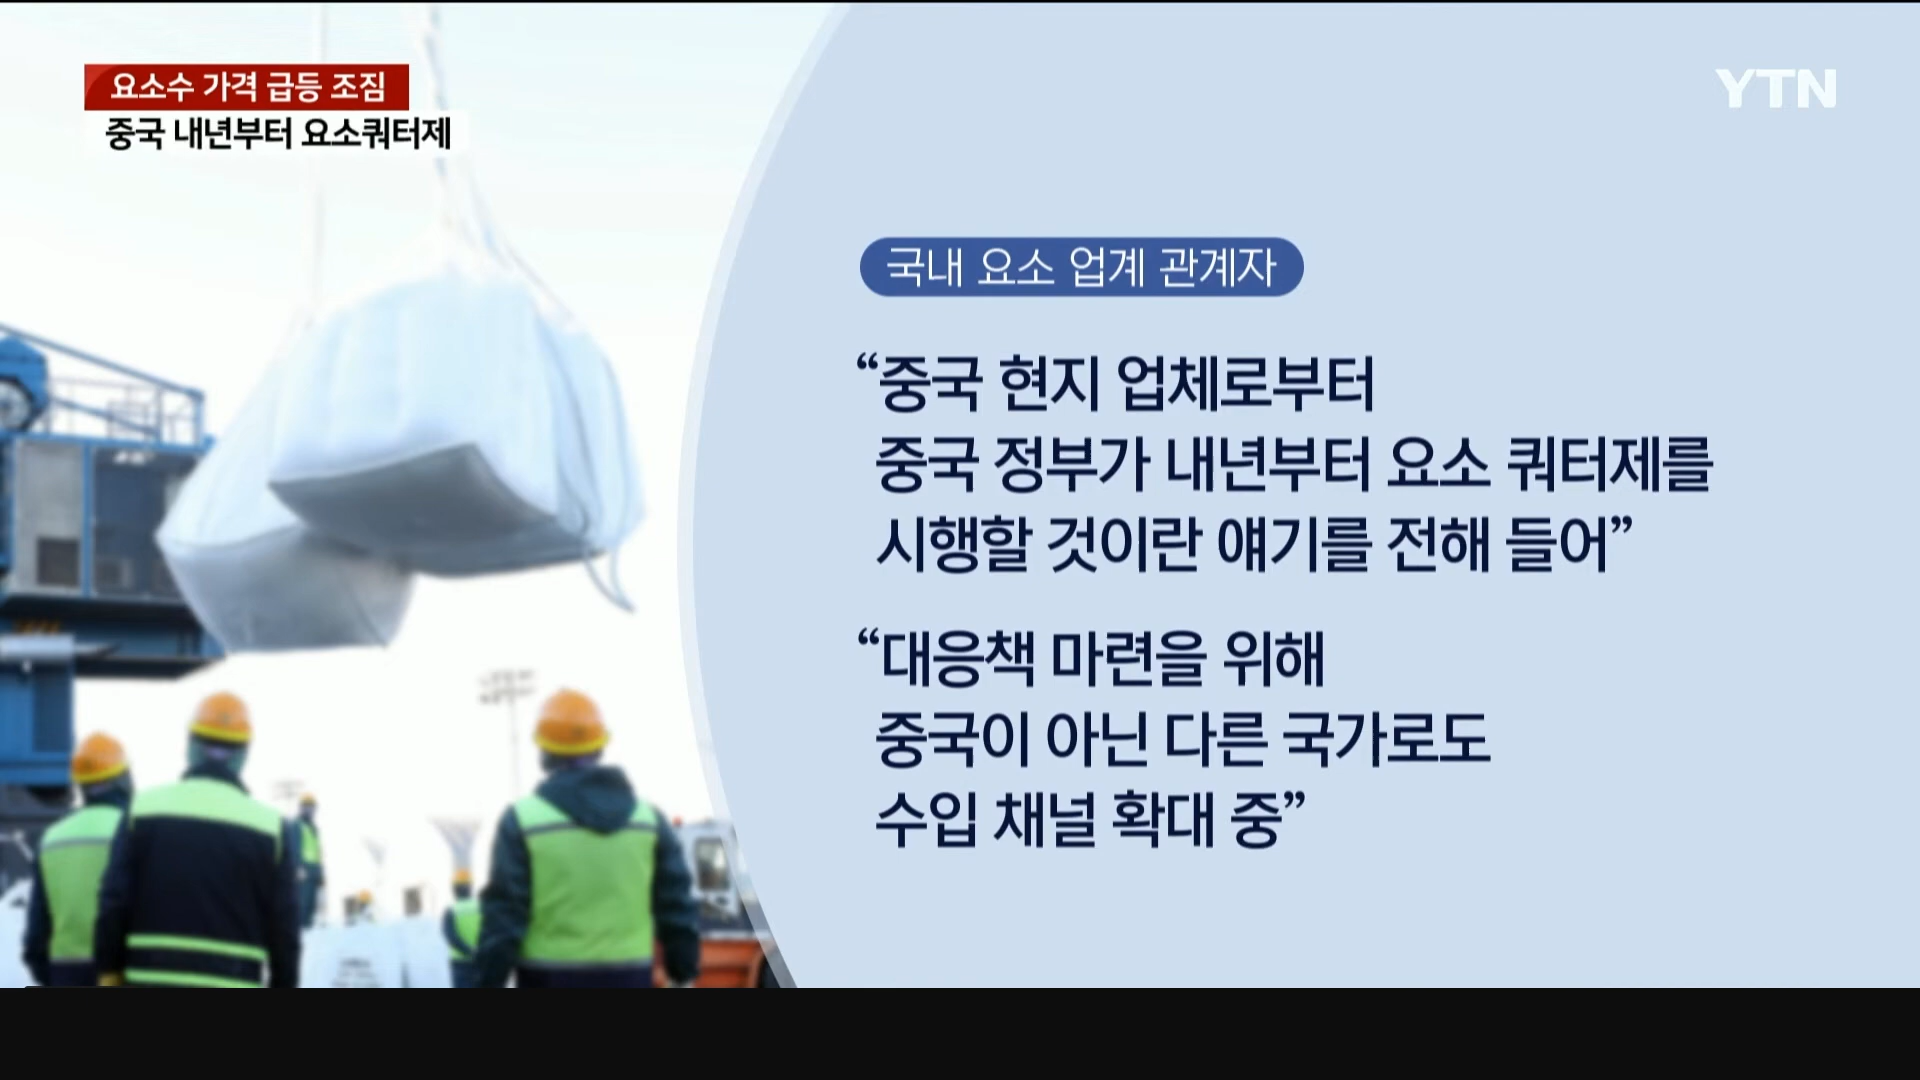 요소수 가격 급등 조짐
중국 내년부터 요소쿼터제
YTN
국내 요소 업계 관계자
“중국 현지 업체로부터
중국 정부가 내년부터 요소 쿼터제를
시행할 것이란 얘기를 전해 들어”
“대응책 마련을 위해
중국이 아닌 다른 국가로도
수입 채널 확대 중”